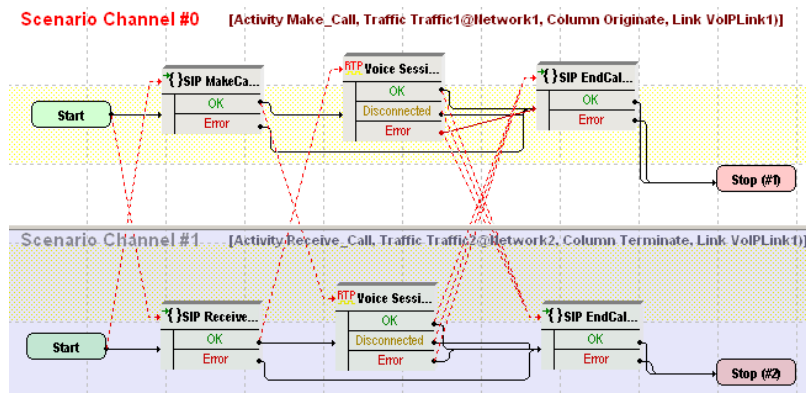 Scenario Channel #0 [Activity Make_Call, Traffic Traffic1@Network1, Column Originate, Link VoIPLink1)]
{}SIP MakeCa...
RTP Voice Sessi...
{}SIP EndCal...
OK
OK
OK
Start
Disconnected
Error
Error
Error
Stop (#1)
Scenario Channel #1 [Activity Receive_Call, Traffic Traffic2@Network2, Column Terminate, Link VoIPLink1)]
RTP Voice Sessi...
{}SIP Receive...
{}SIP EndCal...
OK
OK
OK
Start
Disconnected
Error
Error
Error
Stop (#2)